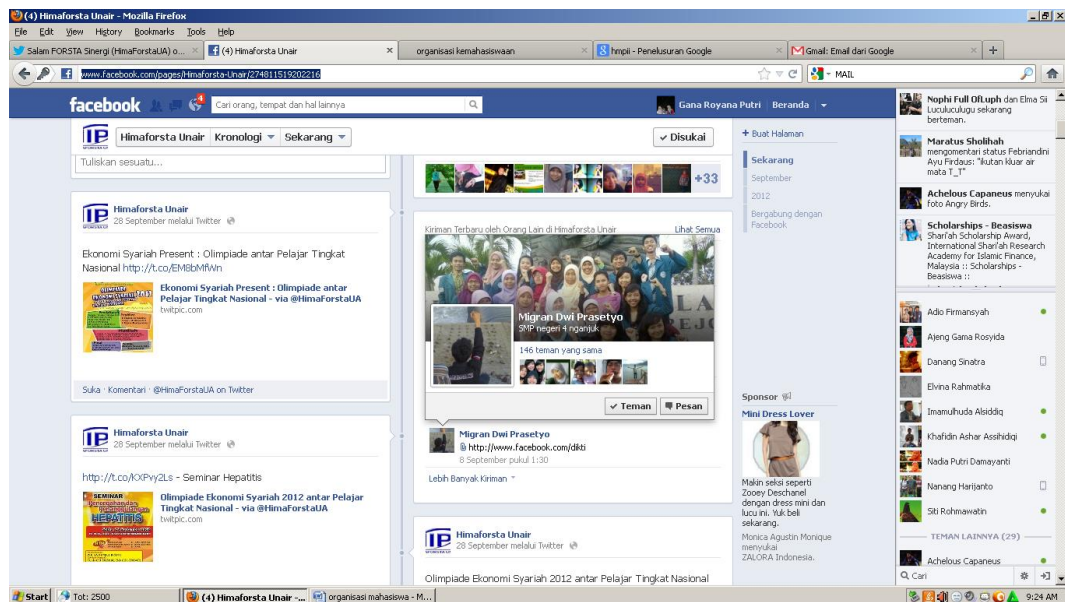 (4) Himaforsta Unair - Mozilla Firefox
File Edit View History Bookmarks Tools Help
Salam FORSTA Sinergi (HmaForstaUA) o...
(4) Himaforsta Unair
organisasi kemahasiswaan
hmpii - Penelusuran Google
Gmail: Email dari Google
www.facebook.com/pages/Himaforsta-Unair/274811519202216
MAIL
facebook
4
Cari orang, tempat dan hal lainnya
Gana Royana Putri
Beranda
Himaforsta Unair
Kronologi
Sekarang
Disukai
Tuliskan sesuatu...
Himaforsta Unair
28 September melalui Twitter
Ekonomi Syariah Present : Olimpiade antar Pelajar Tingkat
Nasional http://t.co/EM8bMfWn
Ekonomi Syariah Present : Olimpiade antar
Pelajar Tingkat Nasional - via @HimaForstaUA
twitpic.com
Suka · Komentari · @HimaForstaUA on Twitter
Himaforsta Unair
28 September melalui Twitter
http://t.co/KXPvy2Ls - Seminar Hepatitis
SEMINAR
HEPATITIS
Olimpiade Ekonomi Syariah 2012 antar Pelajar
Tingkat Nasional - via @HimaForstaUA
twitpic.com
+33
Kiriman Terbaru oleh Orang Lain di Himaforsta Unair
Lihat Semua
Migran Dwi Prasetyo
SMP negeri 4 nganjuk
146 teman yang sama
Teman
Pesan
Migran Dwi Prasetyo
http://www.facebook.com/dikti
8 September pukul 1:30
Lebih Banyak Kiriman
Himaforsta Unair
28 September melalui Twitter
Olimpiade Ekonomi Syariah 2012 antar Pelajar Tingkat Nasional
+ Buat Halaman
Sekarang
September
2012
Bergabung dengan
Facebook
Sponsor
Mini Dress Lover
Makin seksi seperti
Zooey Deschanel
dengan dress mini dan
lucu ini. Yuk beli
sekarang.
Monica Agustin Monique
menyukai
ZALORA Indonesia.
Nophi Full OfLuph dan Elma Sii
Luculuculugu sekarang
berteman.
Maratus Sholihah
mengomentari status Febriandini
Ayu Firdaus: "ikutan kluar air
mata T_T"
Achelous Capaneus menyukai
foto Angry Birds.
Scholarships - Beasiswa
Shari'ah Scholarship Award,
International Shari'ah Research
Academy for Islamic Finance,
Malaysia :: Scholarships -
Beasiswa ::
Adio Firmansyah
Ajeng Gama Rosyida
Danang Sinatra
Elvina Rahmatika
Imamulhuda Alsiddiq
Khafidin Ashar Assihidiqi
Nadia Putri Damayanti
Nanang Harijanto
Siti Rohmawatin
TEMAN LAINNYA (29)
Achelous Capaneus
Cari
Start
Tot: 2500
(4) Himaforsta Unair -...
organisasi mahasiswa - M...
9:24 AM